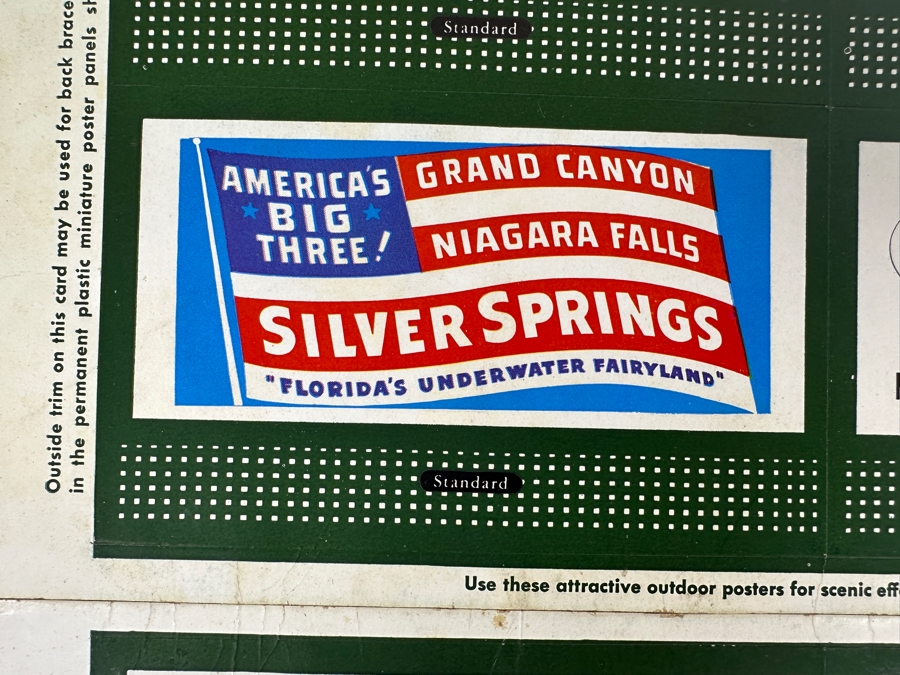 Standard
AMERICA'S
BIG
THREE!
GRAND CANYON
NIAGARA FALLS
SILVER SPRINGS
"FLORIDA'S UNDERWATER FAIRYLAND"
Standard
Use these attractive outdoor posters for scenic
Outside trim on this card may be used for back brace
in the permanent plastic miniature poster panels